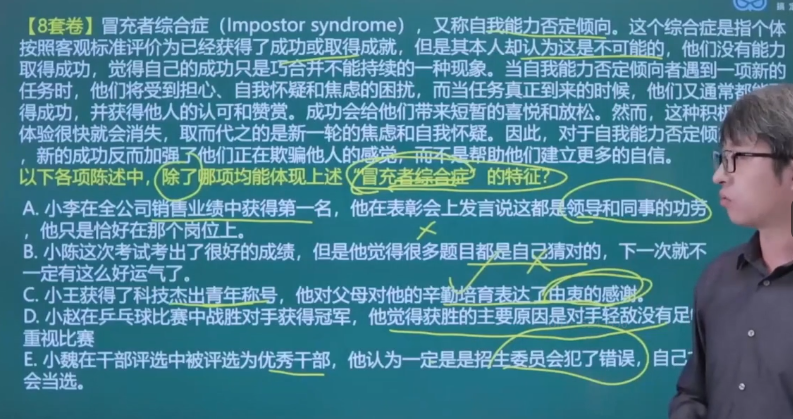 【8套卷】冒充者综合症（Impostor syndrome），又称自我能力否定倾向。这个综合症是指个体
按照客观标准评价为已经获得了成功或取得成就，但是其本人却认为这是不可能的，他们没有能力
取得成功，觉得自己的成功只是巧合并不能持续的一种现象。当自我能力否定倾向者遇到一项新的
任务时，他们将受到担心、自我怀疑和焦虑的困扰，而当任务真正到来的时候，他们又通常都
得成功，并获得他人的认可和赞赏。成功会给他们带来短暂的喜悦和放松。然而，这种积
体验很快就会消失，取而代之的是新一轮的焦虑和自我怀疑。因此，对于自我能力否定倾
，新的成功反而加强了他们正在欺骗他人的感觉，而不是帮助他们建立更多的自信。
以下各项陈述中，除了哪项均能体现上述“冒充者综合症”的特征？
A. 小李在全公司销售业绩中获得第一名，他在表彰会上发言说这都是领导和同事的功劳
，他只是恰好在那个岗位上。
B. 小陈这次考试考出了很好的成绩，但是他觉得很多题目都是自己猜对的，下一次就不
一定有这么好运气了。
C. 小王获得了科技杰出青年称号，他对父母对他的辛勤培育表达了由衷的感谢。
D. 小赵在乒乓球比赛中战胜对手获得冠军，他觉得获胜的主要原因是对手轻敌没有足
重视比赛
E. 小魏在干部评选中被评选为优秀干部，他认为一定是是招生委员会犯了错误，自己
会当选。